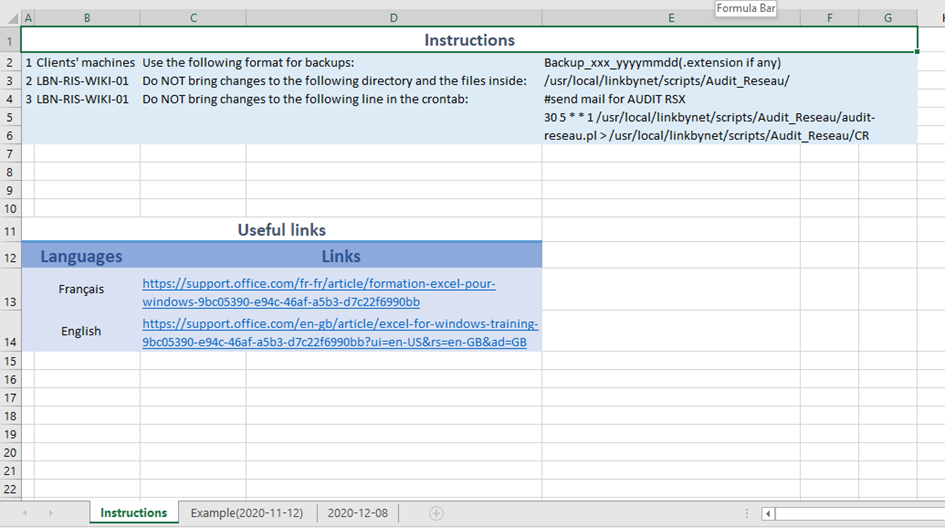 Formula Bar
A B C D E F G
1 Instructions
2 1 Clients' machines Use the following format for backups: Backup_xxx_yyyymmdd(.extension if any)
3 2 LBN-RIS-WIKI-01 Do NOT bring changes to the following directory and the files inside: /usr/local/linkbynet/scripts/Audit_Reseau/
4 3 LBN-RIS-WIKI-01 Do NOT bring changes to the following line in the crontab: #send mail for AUDIT RSX
5 30 5 * * 1 /usr/local/linkbynet/scripts/Audit_Reseau/audit-
6 reseau.pl > /usr/local/linkbynet/scripts/Audit_Reseau/CR
7
8
9
10
11 Useful links
12 Languages Links
Français https://support.office.com/fr-fr/article/formation-excel-pour-
13 windows-9bc05390-e94c-46af-a5b3-d7c22f6990bb
English https://support.office.com/en-gb/article/excel-for-windows-training-
14 9bc05390-e94c-46af-a5b3-d7c22f6990bb?ui=en-US&rs=en-GB&ad=GB
15
16
17
18
19
20
21
22
Instructions Example(2020-11-12) 2020-12-08